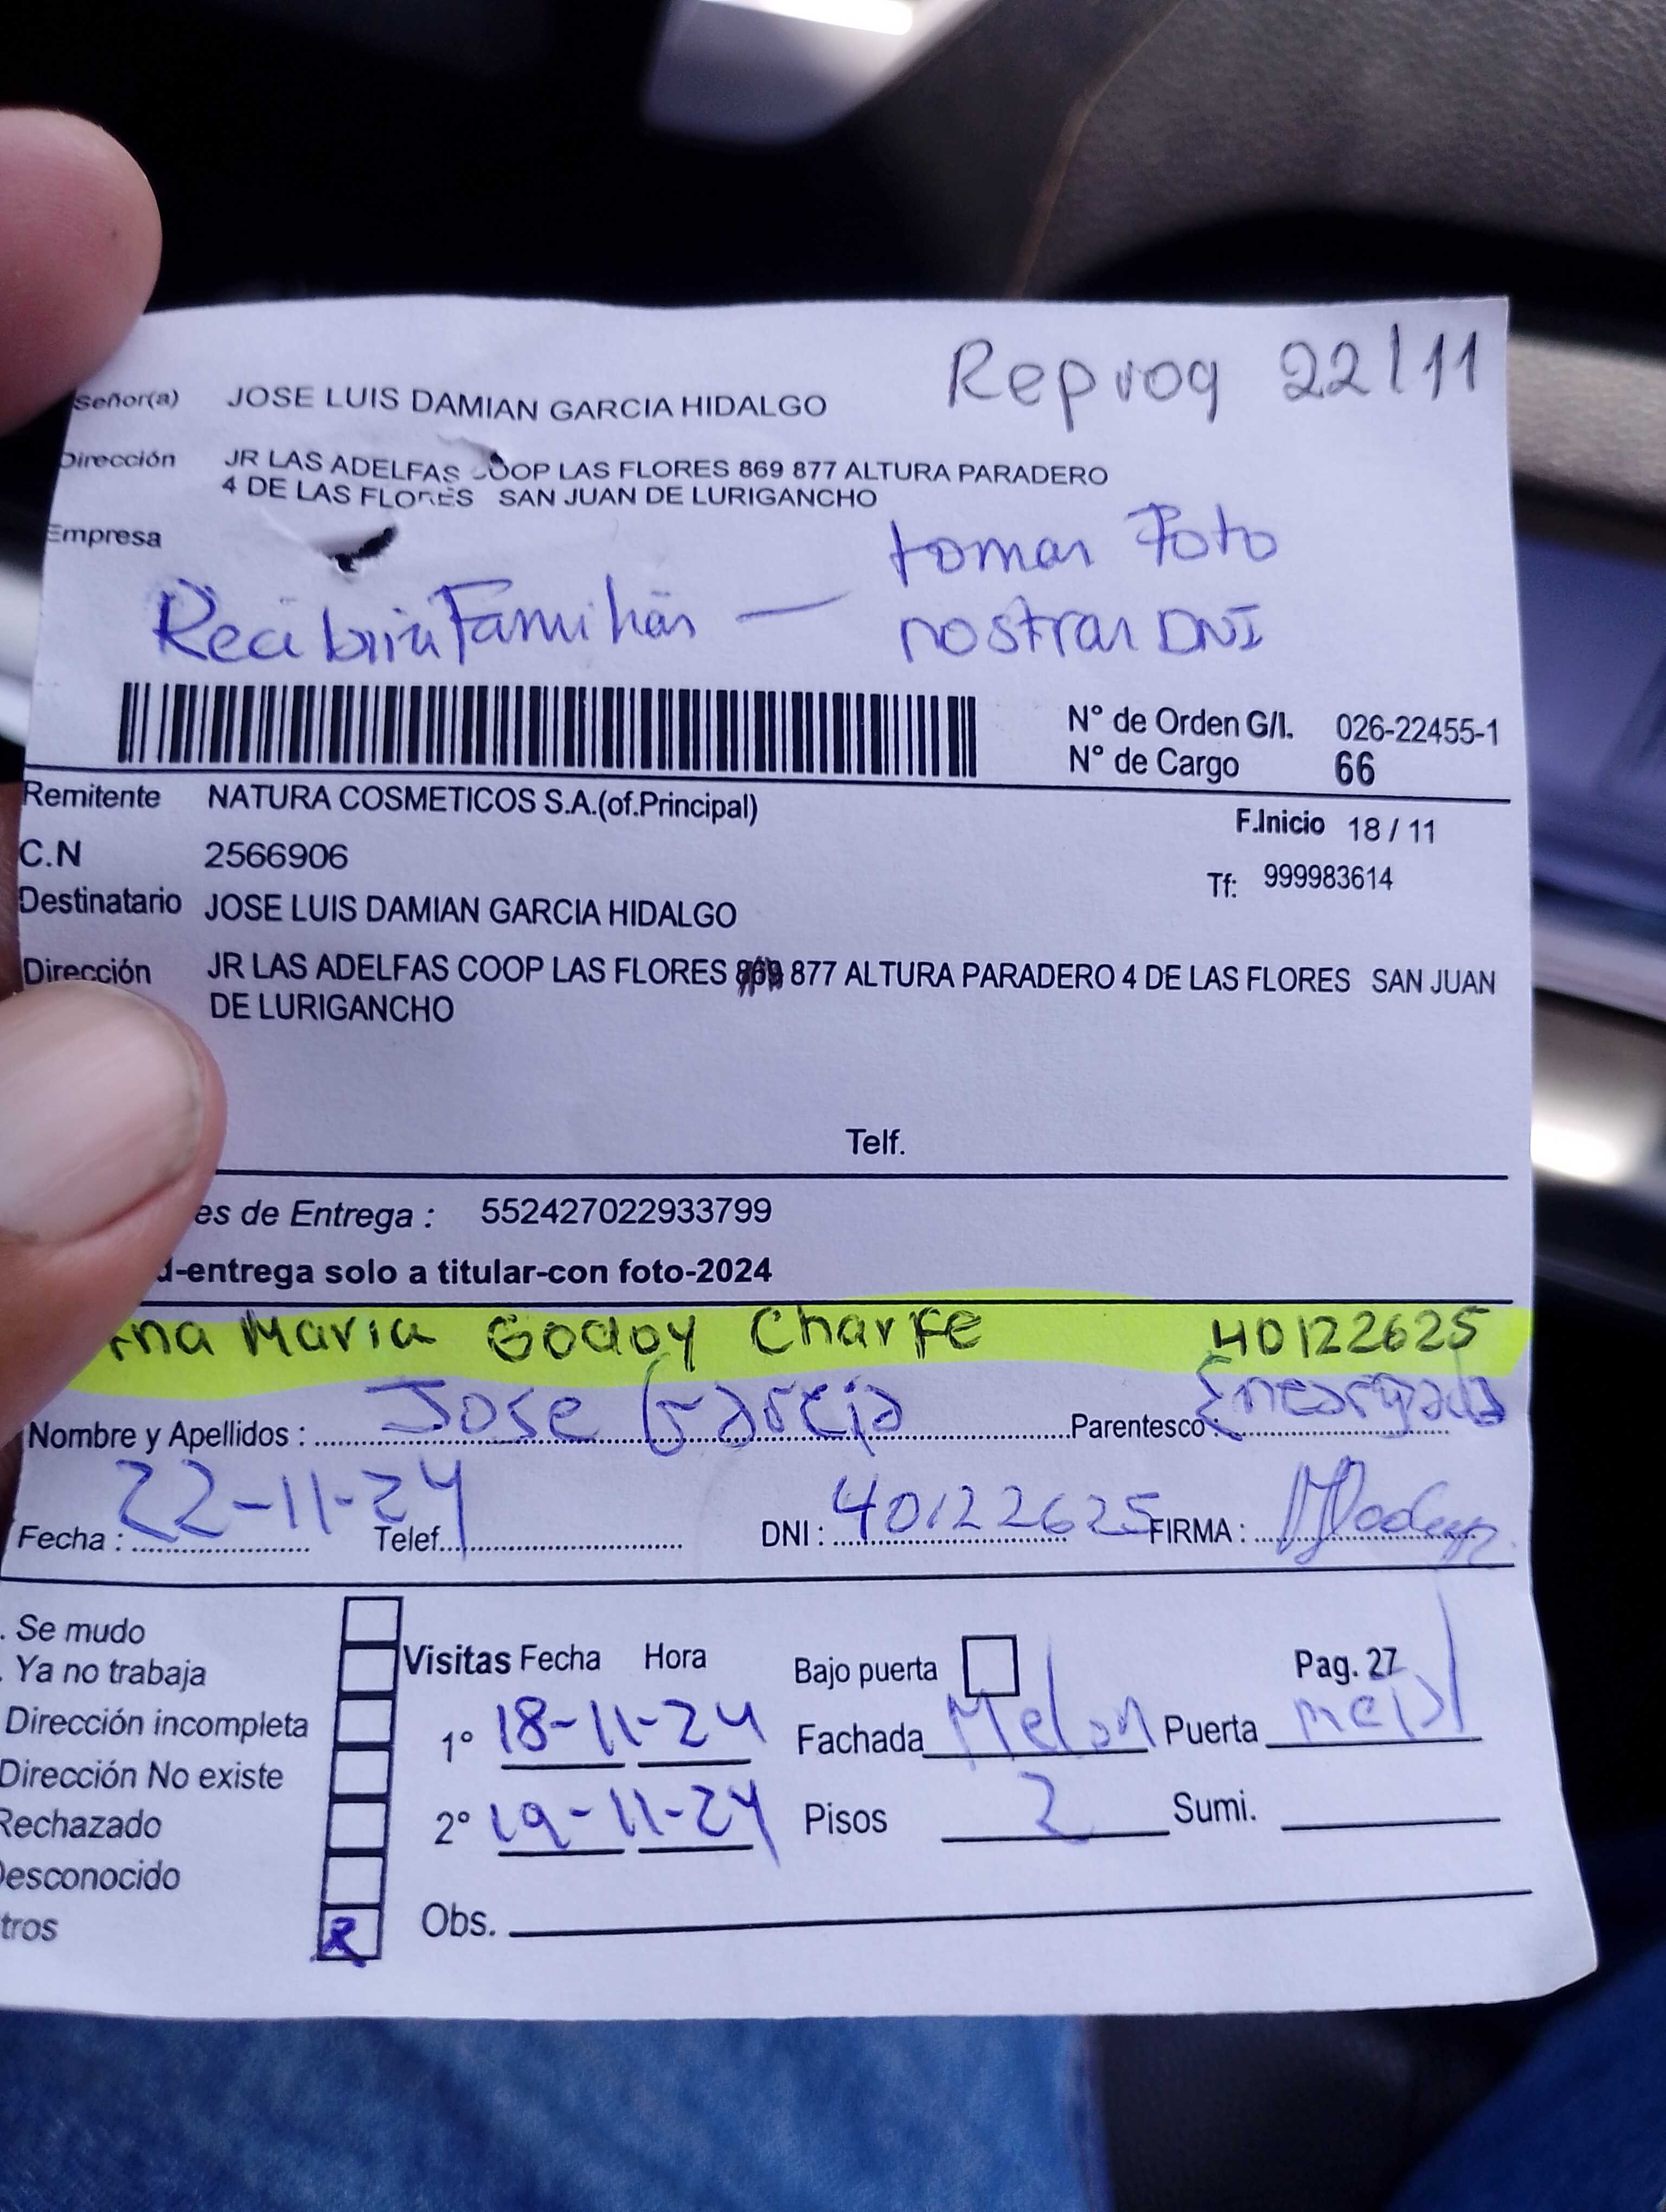 Reprog 22/11
Señor(a) JOSE LUIS DAMIAN GARCIA HIDALGO
Dirección JR LAS ADELFAS COOP LAS FLORES 869 877 ALTURA PARADERO
4 DE LAS FLORES SAN JUAN DE LURIGANCHO
Empresa
tomar Foto
Recibira Familiar — mostrar DNI
N° de Orden G/I. 026-22455-1
N° de Cargo 66
Remitente NATURA COSMETICOS S.A.(of.Principal)
F.Inicio 18 / 11
C.N 2566906
Tf: 999983614
Destinatario JOSE LUIS DAMIAN GARCIA HIDALGO
Dirección JR LAS ADELFAS COOP LAS FLORES 869 877 ALTURA PARADERO 4 DE LAS FLORES SAN JUAN
DE LURIGANCHO
Telf.
es de Entrega : 552427022933799
d-entrega solo a titular-con foto-2024
Ana Maria Godoy Charfe 40122625
Nombre y Apellidos : Jose Garcia Parentesco : Encargada
Fecha : 22-11-24 Telef. DNI : 40122625 FIRMA :
. Se mudo
. Ya no trabaja
Dirección incompleta
Dirección No existe
Rechazado
Desconocido
tros
Visitas Fecha Hora Bajo puerta Pag. 27
1° 18-11-24 Fachada Melon Puerta metal
2° 19-11-24 Pisos 2 Sumi.
Obs.